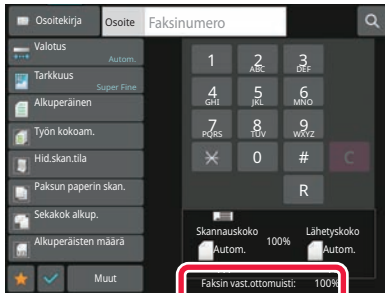 Osoitekirja
Osoite
Faksinumero
Valotus
Autom.
Tarkkuus
Super Fine
Alkuperäinen
Työn kokoam.
Hid.skan.tila
Paksun paperin skan.
Sekakok alkup.
Alkuperäisten määrä
Muut
1
2
ABC
3
DEF
4
GHI
5
JKL
6
MNO
7
PQRS
8
TUV
9
WXYZ
0
#
C
R
Skannauskoko
Autom.
100%
Lähetyskoko
Autom.
Faksin vast.ottomuisti: 100%